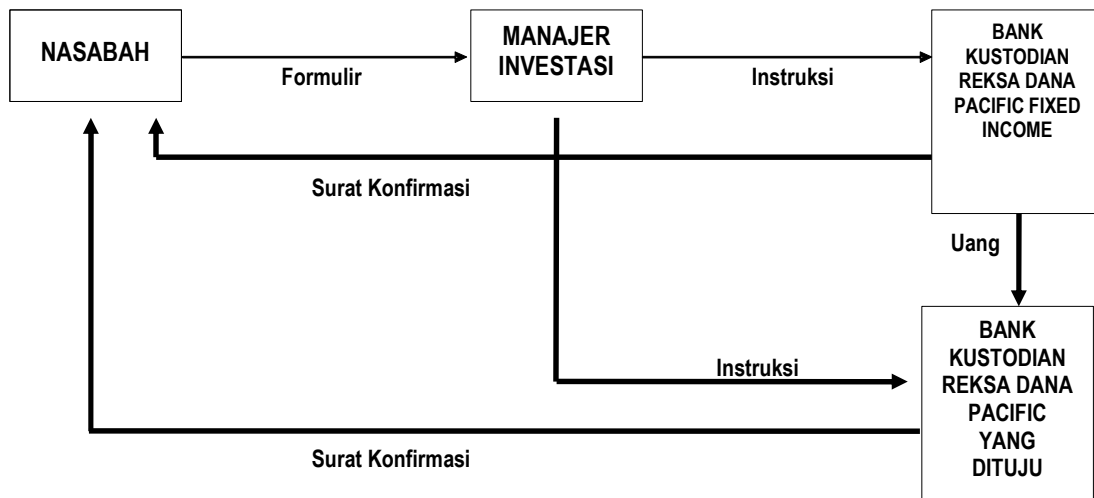 NASABAH
Formulir
MANAJER
INVESTASI
Instruksi
BANK
KUSTODIAN
REKSA DANA
PACIFIC FIXED
INCOME
Surat Konfirmasi
Uang
Instruksi
BANK
KUSTODIAN
REKSA DANA
PACIFIC
YANG
DITUJU
Surat Konfirmasi